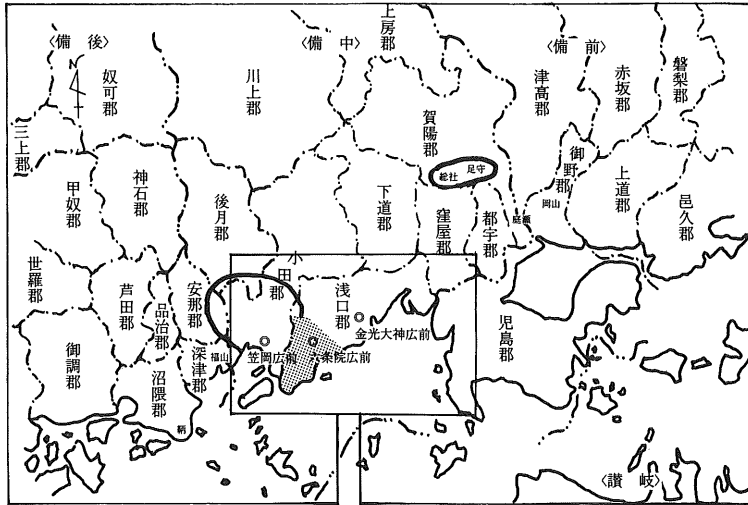 〈備後〉
〈備中〉
〈備前〉
上房郡
奴可郡
川上郡
津高郡
赤坂郡
磐梨郡
賀陽郡
三上郡
神石郡
甲奴郡
後月郡
下道郡
総社
足守
窪屋郡
都宇郡
庭瀬
御野郡
岡山
上道郡
邑久郡
世羅郡
芦田郡
品治郡
安那郡
小田郡
浅口郡
児島郡
金光大神広前
笠岡広前
六条院広前
御調郡
沼隈郡
深津郡
福山
鞆
〈讃岐〉